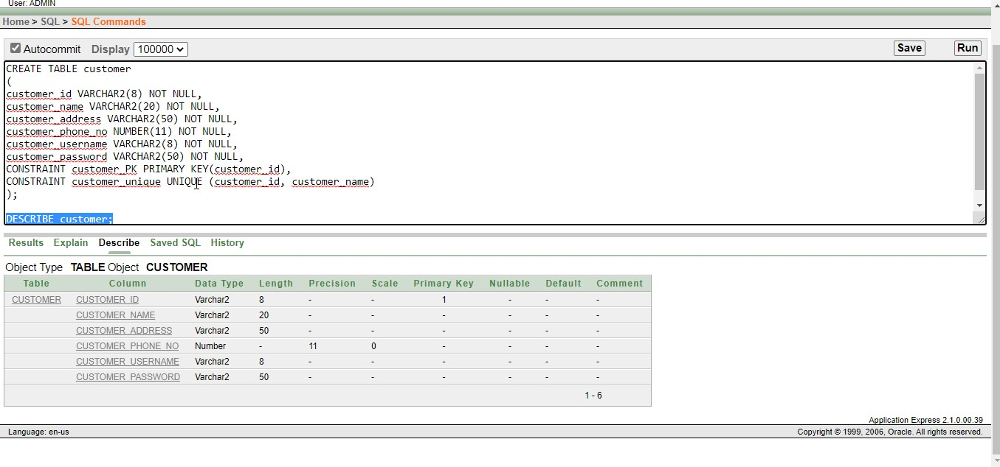 User: ADMIN
Home > SQL > SQL Commands
Autocommit Display 100000 Save Run
CREATE TABLE customer
(
customer_id VARCHAR2(8) NOT NULL,
customer_name VARCHAR2(20) NOT NULL,
customer_address VARCHAR2(50) NOT NULL,
customer_phone_no NUMBER(11) NOT NULL,
customer_username VARCHAR2(8) NOT NULL,
customer_password VARCHAR2(50) NOT NULL,
CONSTRAINT customer_PK PRIMARY KEY(customer_id),
CONSTRAINT customer_unique UNIQUE (customer_id, customer_name)
);
DESCRIBE customer;
Results Explain Describe Saved SQL History
Object Type TABLE Object CUSTOMER
Table Column Data Type Length Precision Scale Primary Key Nullable Default Comment
CUSTOMER CUSTOMER_ID Varchar2 8 - - 1 - - -
CUSTOMER_NAME Varchar2 20 - - - - - -
CUSTOMER_ADDRESS Varchar2 50 - - - - - -
CUSTOMER_PHONE_NO Number - 11 0 - - - -
CUSTOMER_USERNAME Varchar2 8 - - - - - -
CUSTOMER_PASSWORD Varchar2 50 - - - - - -
1 - 6
Application Express 2.1.0.00.39
Language: en-us Copyright © 1999, 2006, Oracle. All rights reserved.